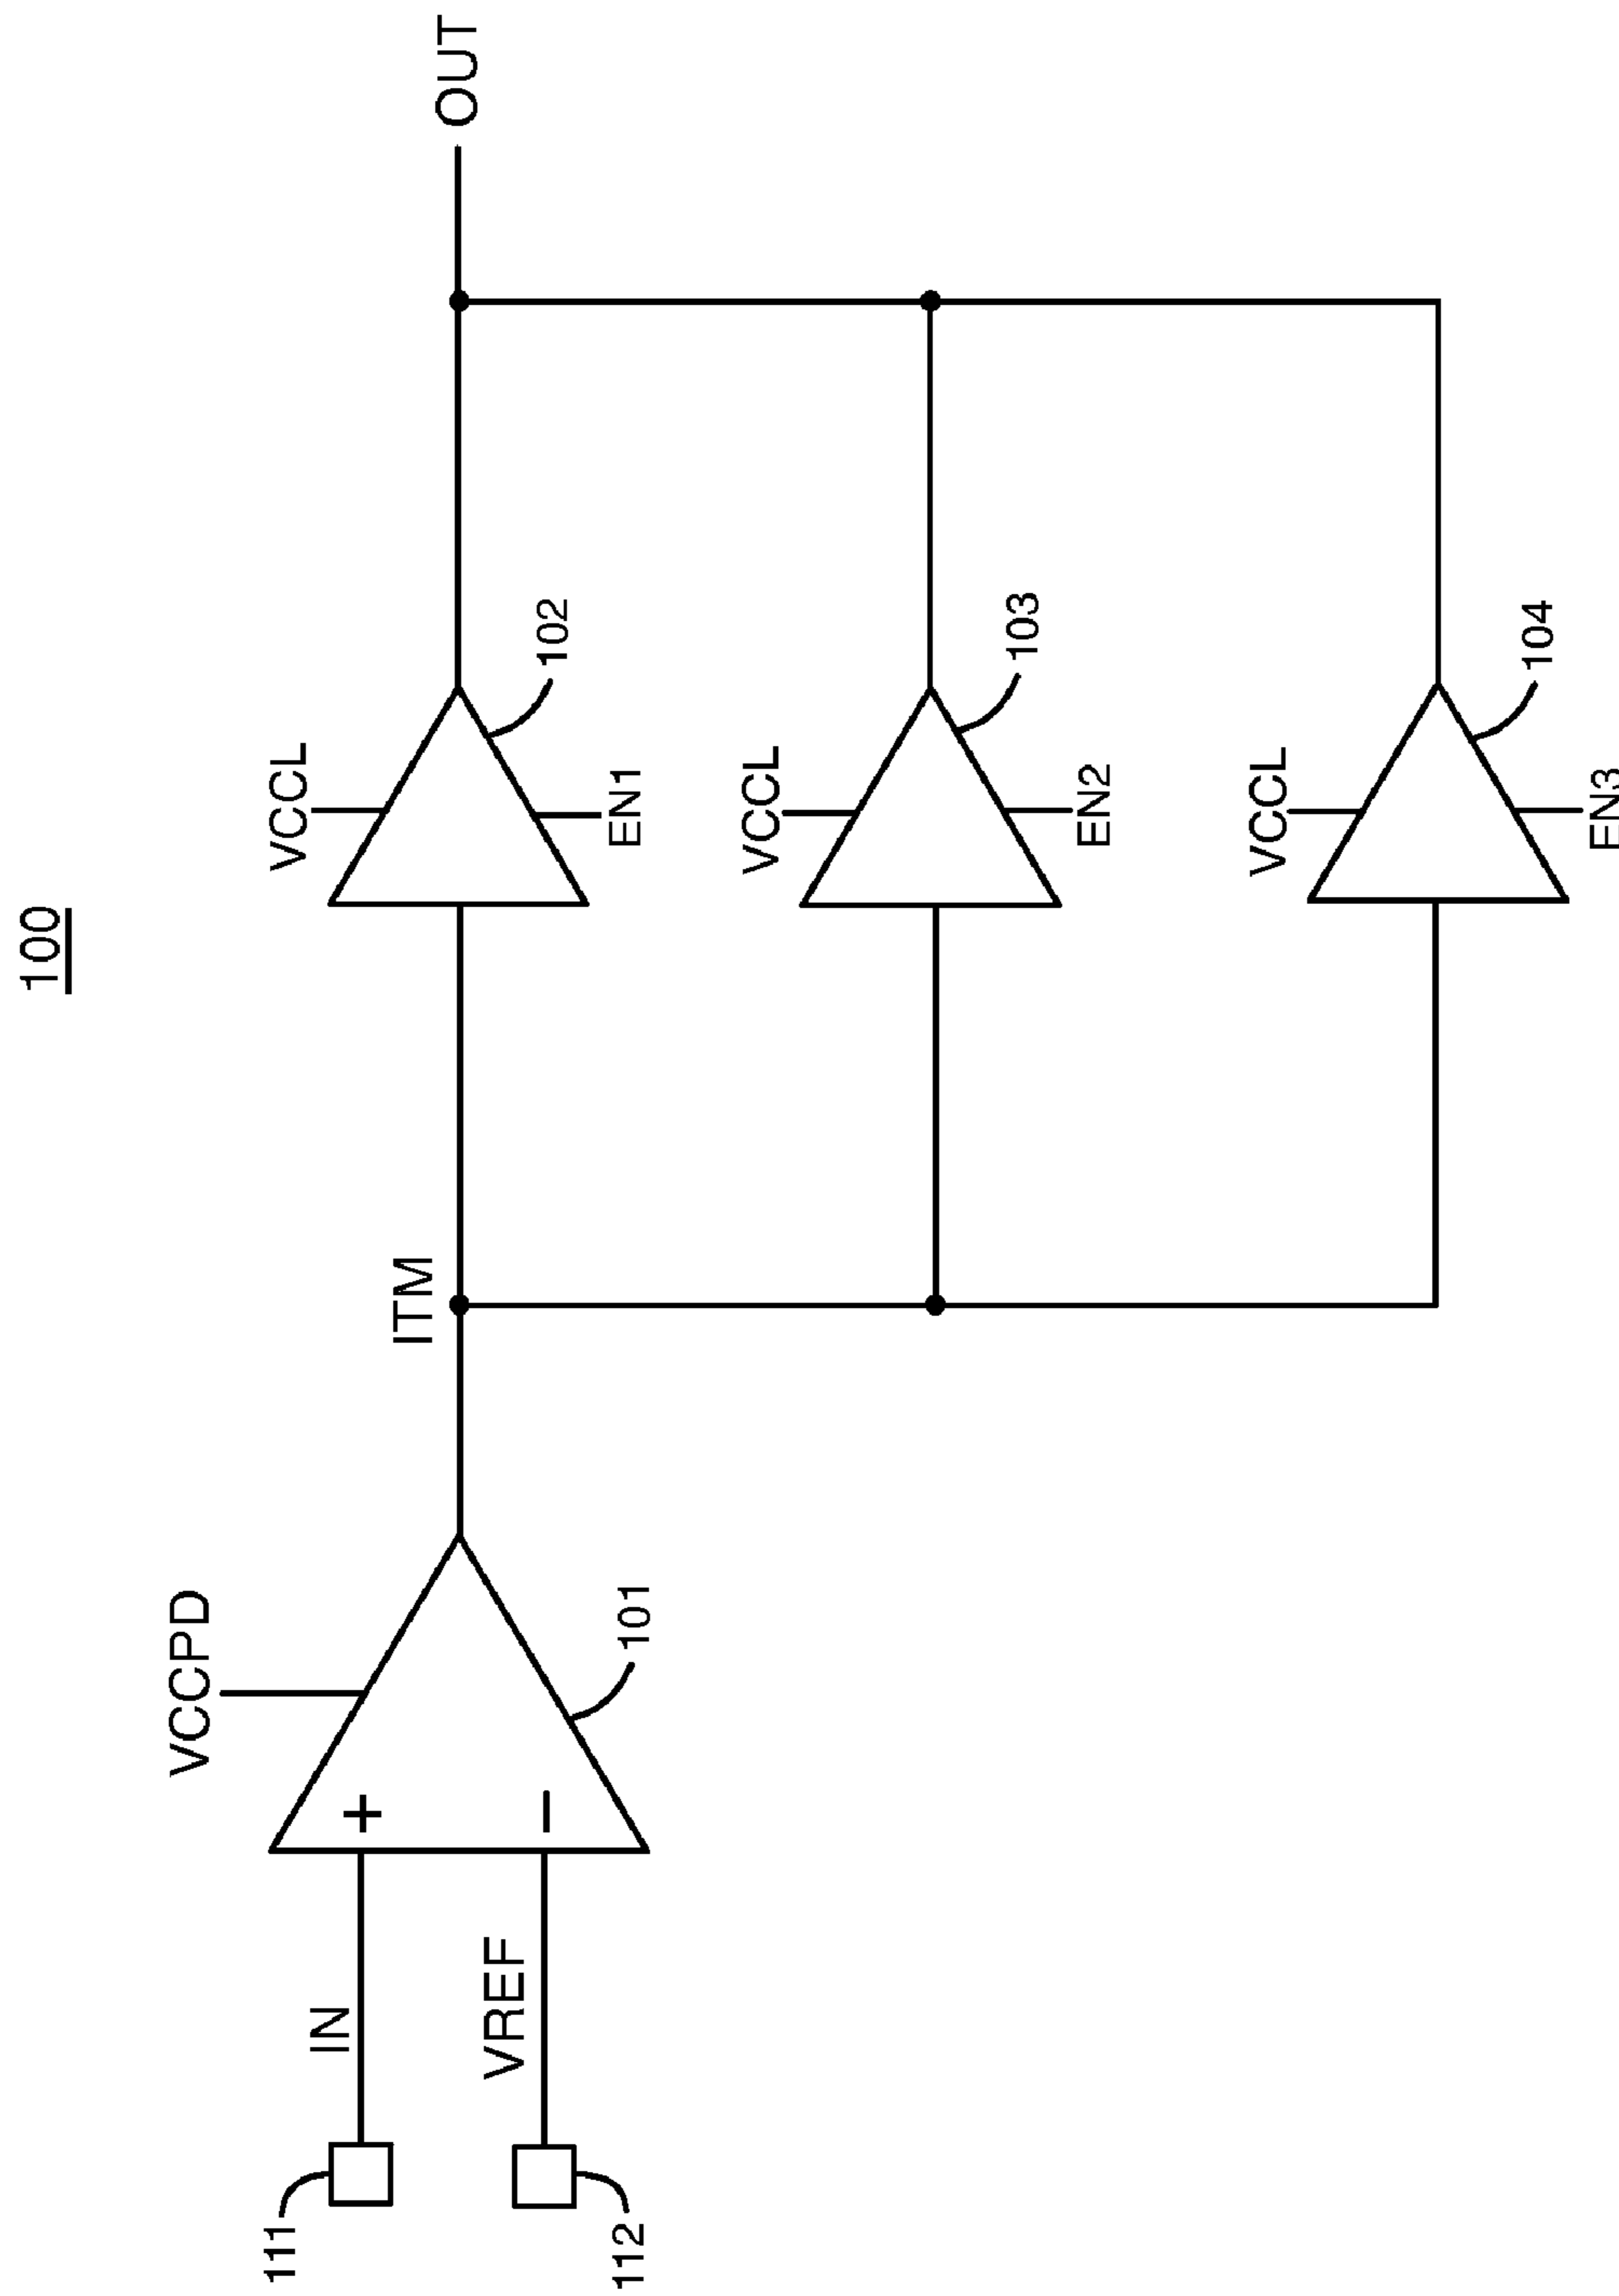 100
VCCPD
IN
+
VREF
−
101
111
112
ITM
VCCL
102
EN1
VCCL
103
EN2
VCCL
104
EN3
OUT